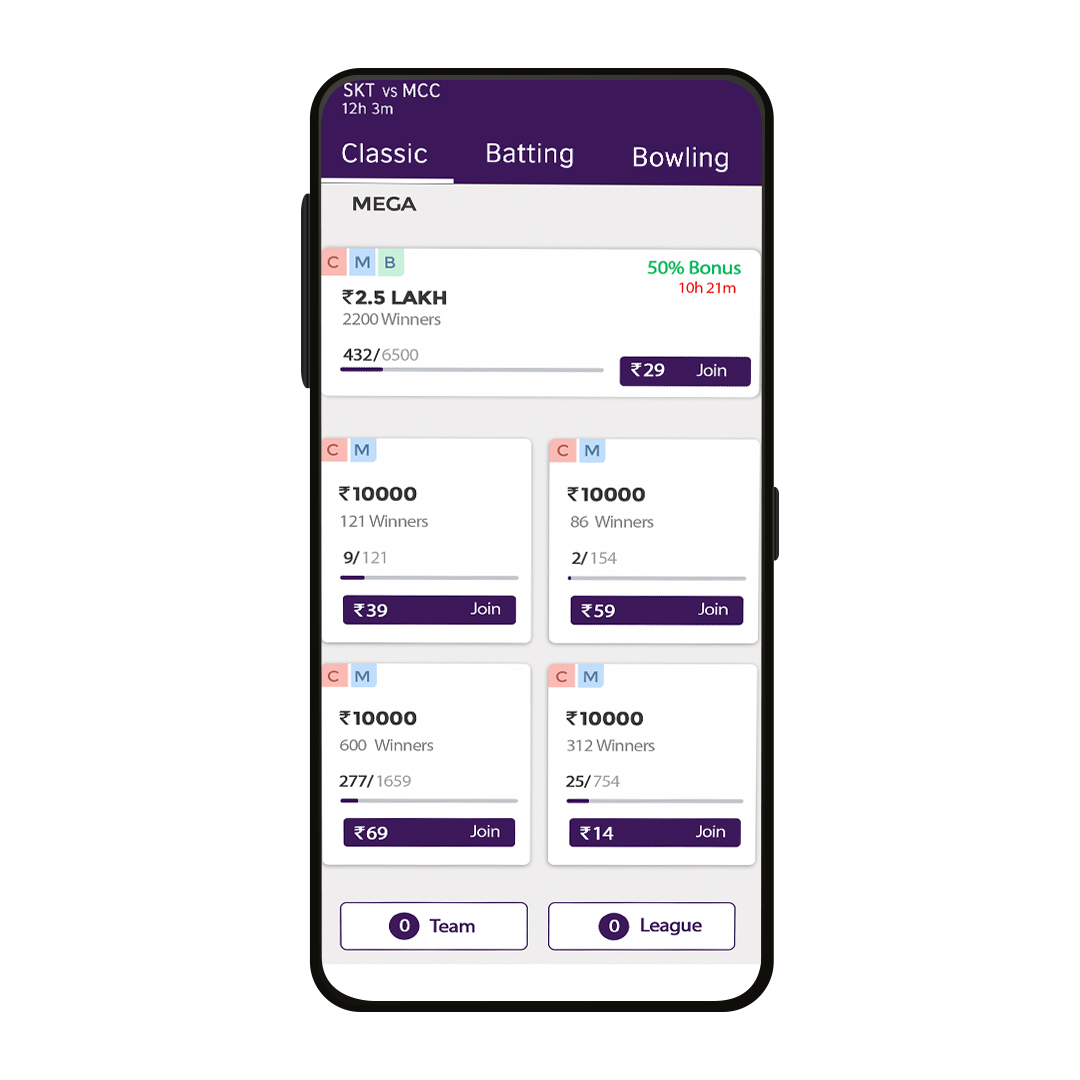 SKT vs MCC
12h 3m
Classic Batting Bowling
MEGA
C M B
50% Bonus
10h 21m
₹2.5 LAKH
2200 Winners
432/6500
₹29 Join
C M
₹10000
121 Winners
9/121
₹39 Join
C M
₹10000
86 Winners
2/154
₹59 Join
C M
₹10000
600 Winners
277/1659
₹69 Join
C M
₹10000
312 Winners
25/754
₹14 Join
0 Team
0 League